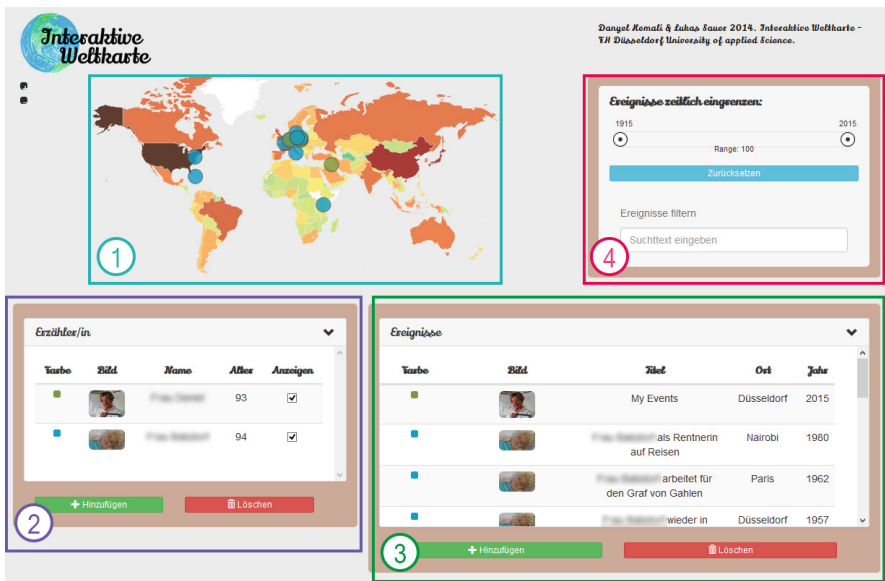 Interaktive
Weltkarte
Danyel Kemali & Lukas Sauer 2014. Interaktive Weltkarte -
FH Düsseldorf University of applied Science.
1
Ereignisse zeitlich eingrenzen:
1915 2015
Range: 100
Zurücksetzen
Ereignisse filtern
Suchtext eingeben
4
Erzähler/in
Farbe Bild Name Alter Anzeigen
93
94
Hinzufügen Löschen
2
Ereignisse
Farbe Bild Titel Ort Jahr
My Events Düsseldorf 2015
als Rentnerin Nairobi 1980
auf Reisen
arbeitet für Paris 1962
den Graf von Gahlen
wieder in Düsseldorf 1957
Hinzufügen Löschen
3